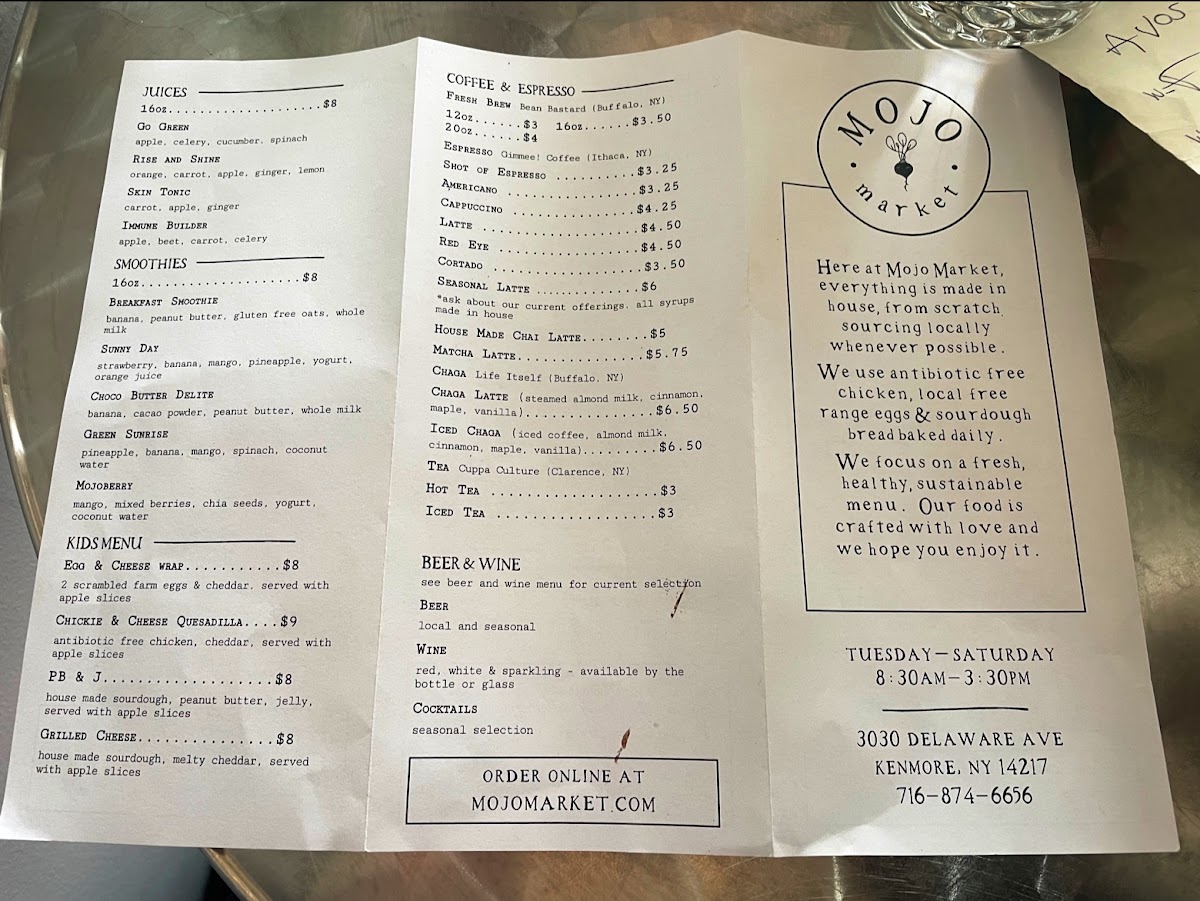 JUICES
16oz....................$8
Go Green
apple, celery, cucumber, spinach
Rise and Shine
orange, carrot, apple, ginger, lemon
Skin Tonic
carrot, apple, ginger
Immune Builder
apple, beet, carrot, celery
SMOOTHIES
16oz.....................$8
Breakfast Smoothie
banana, peanut butter, gluten free oats, whole
milk
Sunny Day
strawberry, banana, mango, pineapple, yogurt,
orange juice
Choco Butter Delite
banana, cacao powder, peanut butter, whole milk
Green Sunrise
pineapple, banana, mango, spinach, coconut
water
Mojoberry
mango, mixed berries, chia seeds, yogurt,
coconut water
KIDS MENU
Egg & Cheese wrap...........$8
2 scrambled farm eggs & cheddar, served with
apple slices
Chickie & Cheese Quesadilla....$9
antibiotic free chicken, cheddar, served with
apple slices
PB & J...................$8
house made sourdough, peanut butter, jelly,
served with apple slices
Grilled Cheese...............$8
house made sourdough, melty cheddar, served
with apple slices
COFFEE & ESPRESSO
Fresh Brew Bean Bastard (Buffalo, NY)
12oz......$3 16oz......$3.50
20oz......$4
Espresso Gimmee! Coffee (Ithaca, NY)
Shot of Espresso ..........$3.25
Americano ................$3.25
Cappuccino ...............$4.25
Latte ....................$4.50
Red Eye ..................$4.50
Cortado ..................$3.50
Seasonal Latte .............$6
*ask about our current offerings. all syrups
made in house
House Made Chai Latte........$5
Matcha Latte................$5.75
Chaga Life Itself (Buffalo, NY)
Chaga Latte (steamed almond milk, cinnamon,
maple, vanilla)................$6.50
Iced Chaga (iced coffee, almond milk,
cinnamon, maple, vanilla).........$6.50
Tea Cuppa Culture (Clarence, NY)
Hot Tea ....................$3
Iced Tea ...................$3
BEER & WINE
see beer and wine menu for current selection
Beer
local and seasonal
Wine
red, white & sparkling - available by the
bottle or glass
Cocktails
seasonal selection
ORDER ONLINE AT
MOJOMARKET.COM
MOJO
market
Here at Mojo Market,
everything is made in
house, from scratch,
sourcing locally
whenever possible.
We use antibiotic free
chicken, local free
range eggs & sourdough
bread baked daily.
We focus on a fresh,
healthy, sustainable
menu. Our food is
crafted with love and
we hope you enjoy it.
TUESDAY—SATURDAY
8:30AM—3:30PM
3030 DELAWARE AVE
KENMORE, NY 14217
716-874-6656
AVOS